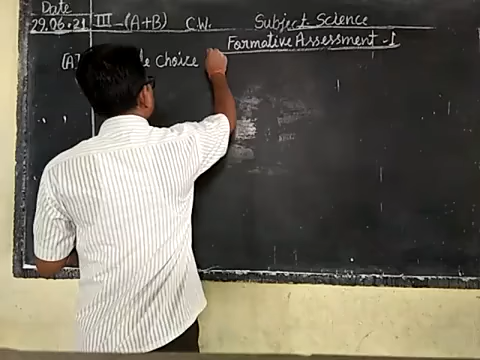 Date
29.06.21 III - (A+B) C.W. Subject Science
Formative Assessment - I
(A) Choice